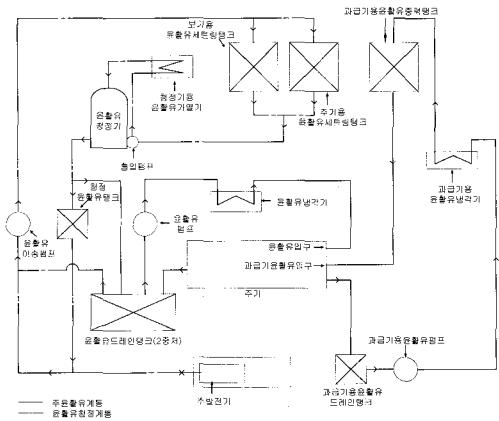 보기용
윤활유세틀링탱크
과급기용윤활유중력탱크
청정기용
윤활유가열기
주기용
윤활유세틀링탱크
윤활유
청정기
흡입펌프
과급기용
윤활유냉각기
청정
윤활유탱크
윤활유냉각기
윤활유
펌프
윤활유
이송펌프
윤활유입구
과급기윤활유입구
주기
윤활유드레인탱크(2중저)
과급기용윤활유펌프
주발전기
과급기용윤활유
드레인탱크
주윤활유계통
윤활유청정계통